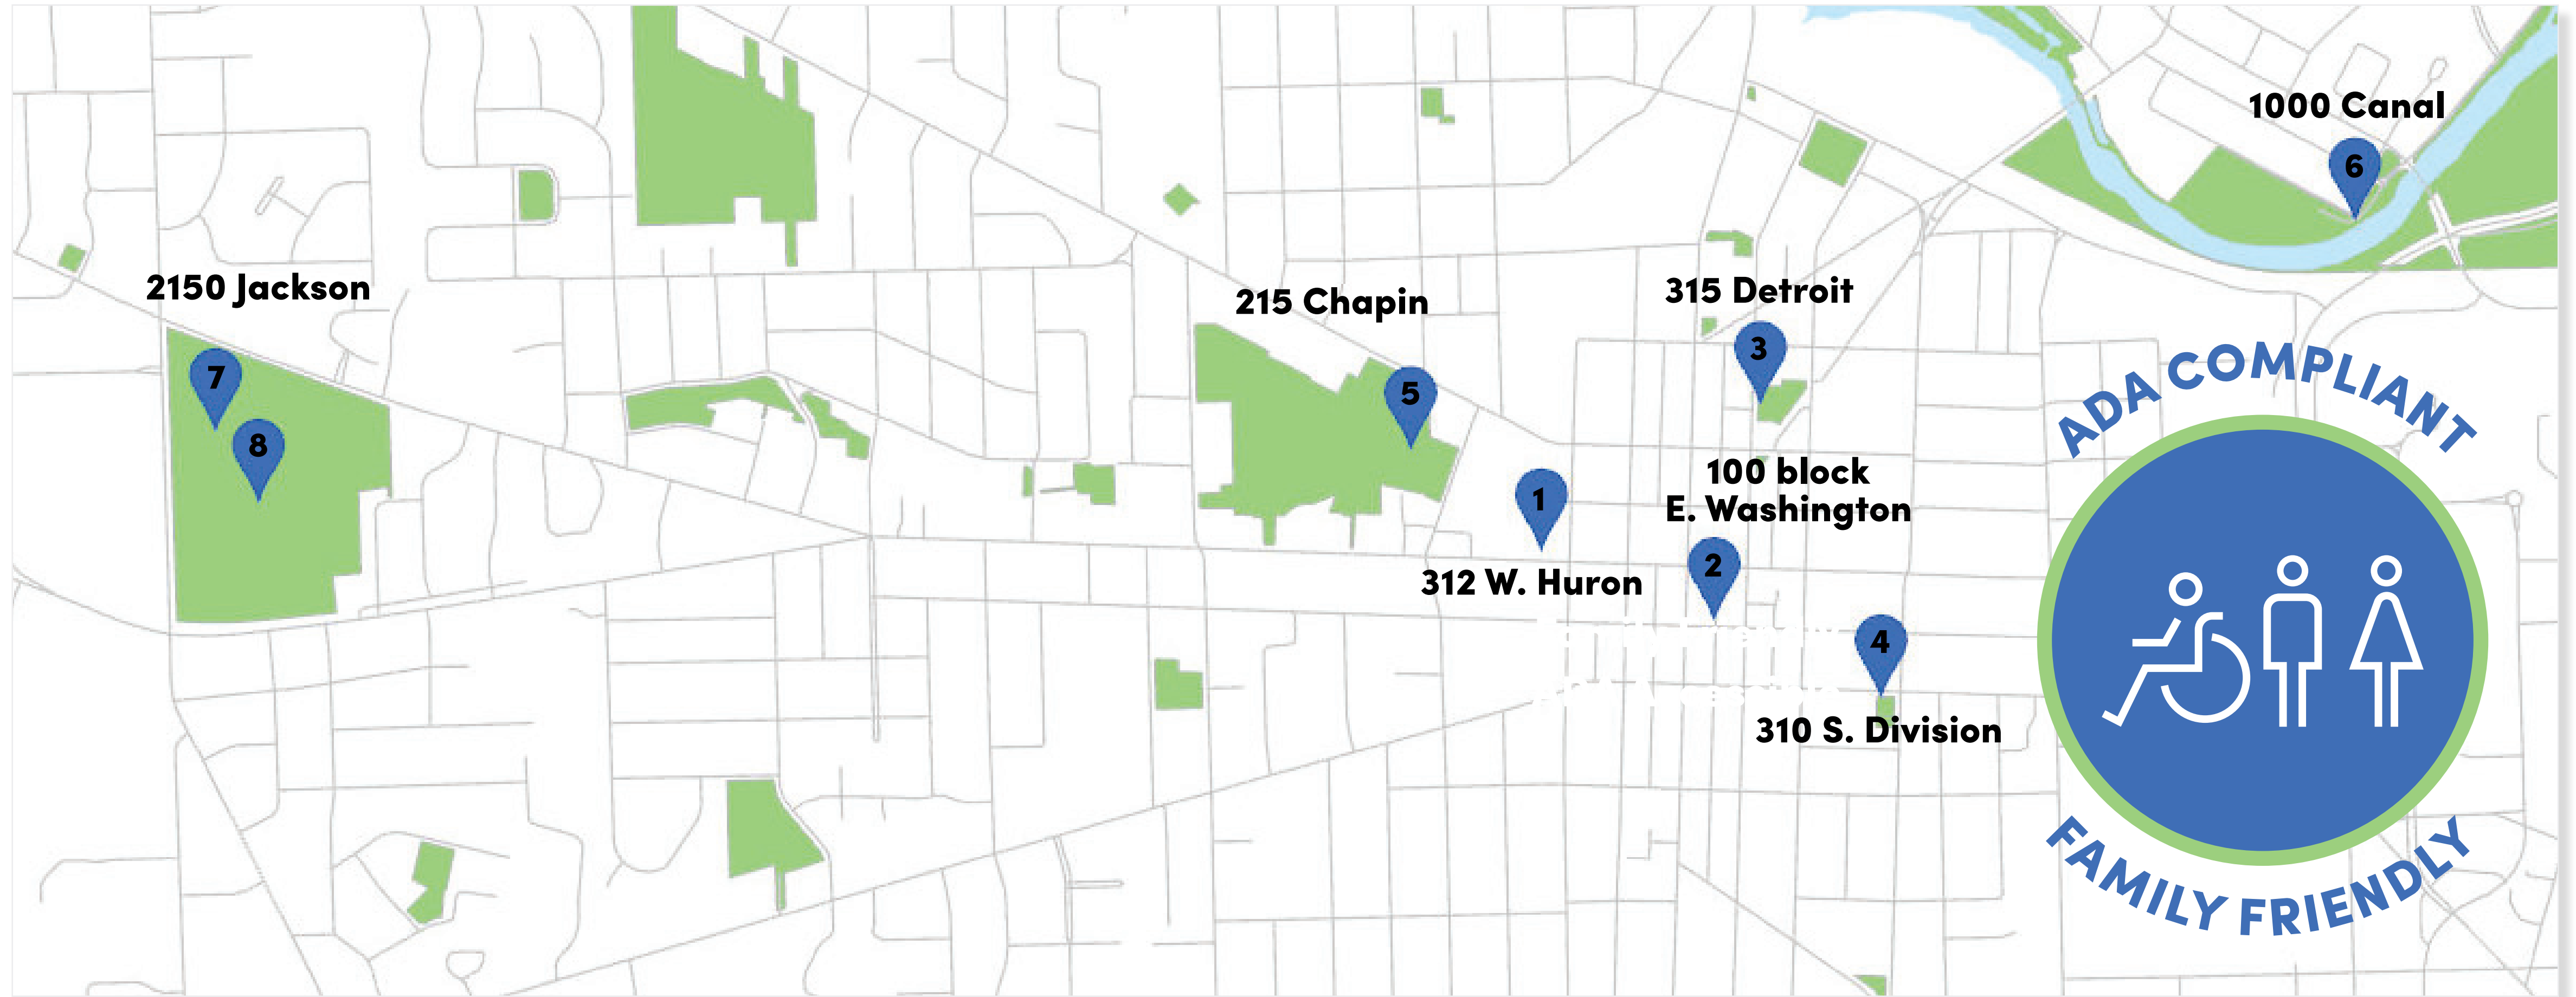 1000 Canal
6
2150 Jackson
215 Chapin
315 Detroit
7
8
5
3
ADA COMPLIANT
100 block
E. Washington
1
312 W. Huron
2
4
310 S. Division
FAMILY FRIENDLY